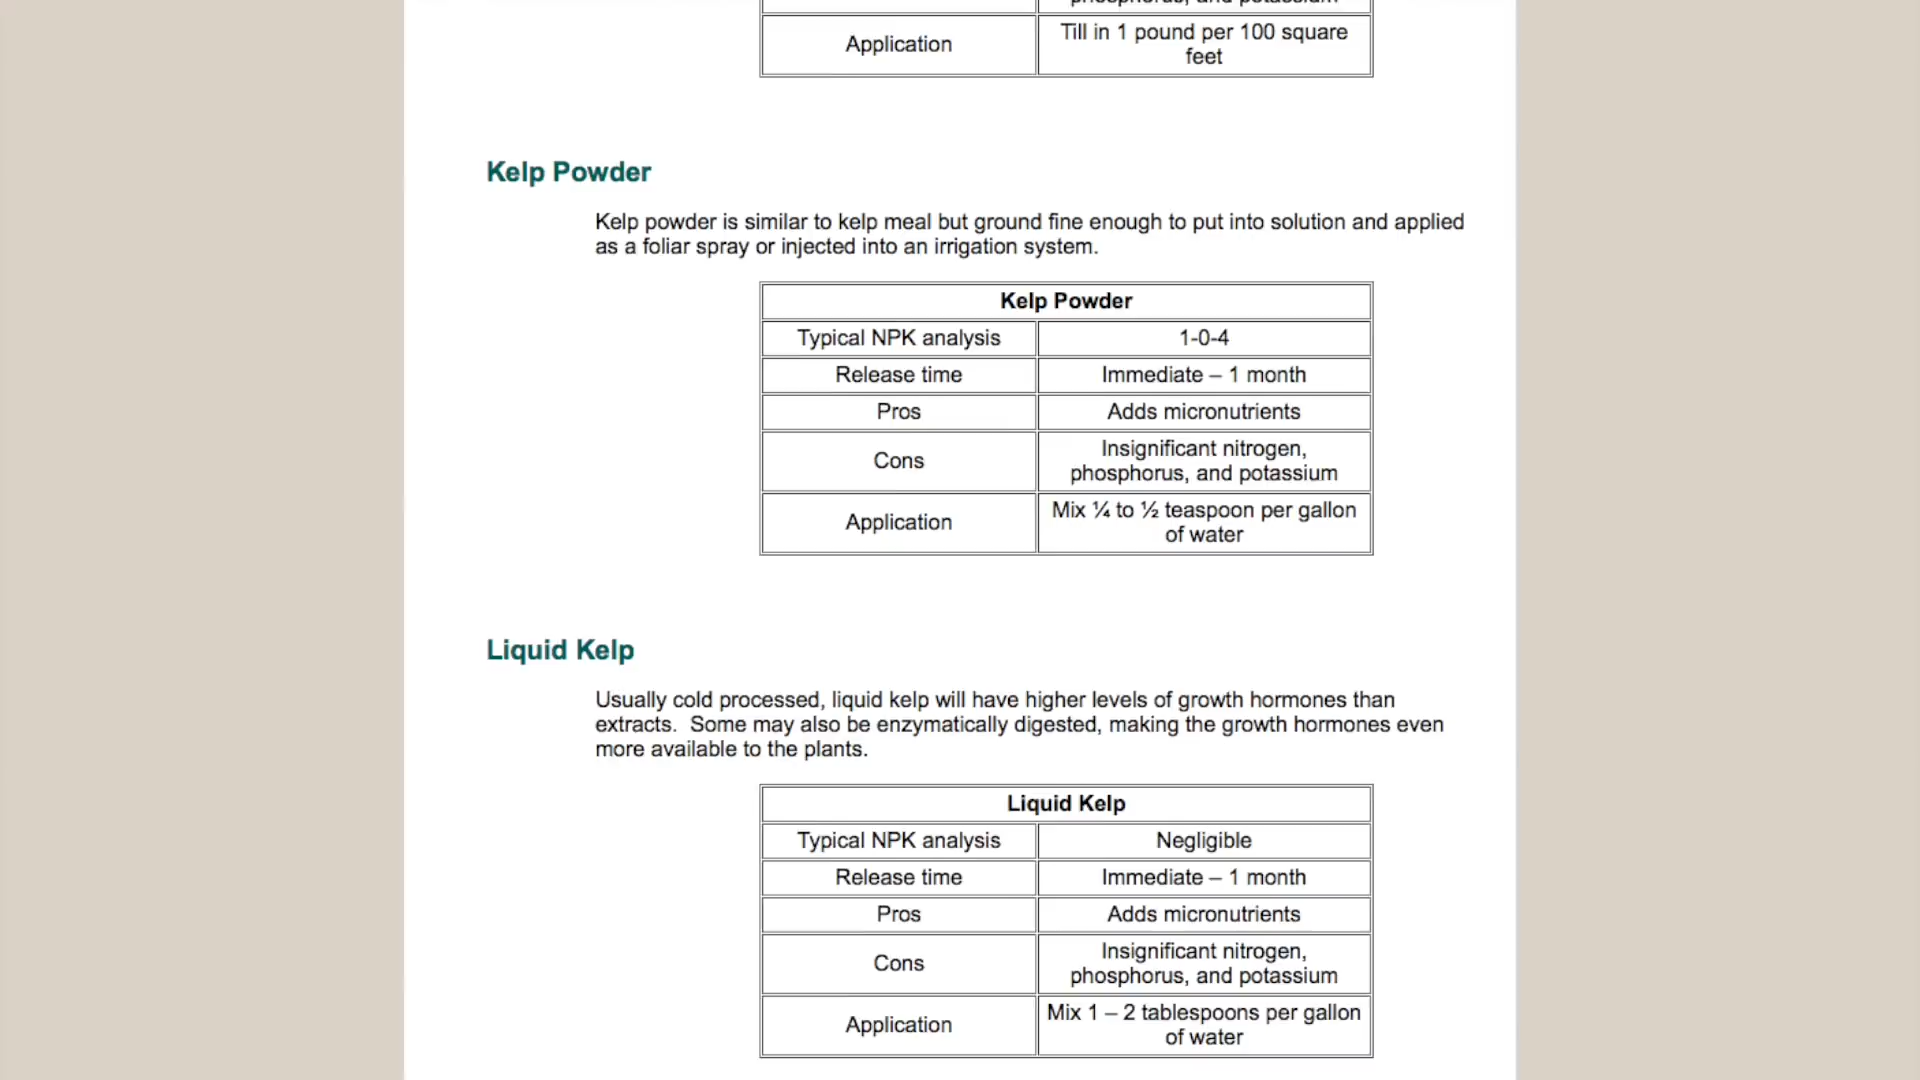 phosphorus, and potassium
Application
Till in 1 pound per 100 square
feet
Kelp Powder
Kelp powder is similar to kelp meal but ground fine enough to put into solution and applied
as a foliar spray or injected into an irrigation system.
Kelp Powder
Typical NPK analysis
1-0-4
Release time
Immediate – 1 month
Pros
Adds micronutrients
Cons
Insignificant nitrogen,
phosphorus, and potassium
Application
Mix ¼ to ½ teaspoon per gallon
of water
Liquid Kelp
Usually cold processed, liquid kelp will have higher levels of growth hormones than
extracts.  Some may also be enzymatically digested, making the growth hormones even
more available to the plants.
Liquid Kelp
Typical NPK analysis
Negligible
Release time
Immediate – 1 month
Pros
Adds micronutrients
Cons
Insignificant nitrogen,
phosphorus, and potassium
Application
Mix 1 – 2 tablespoons per gallon
of water